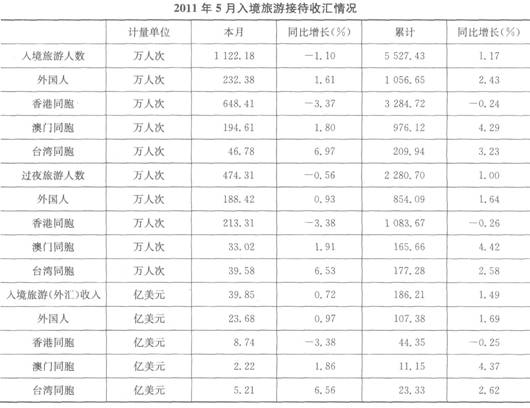 2011 年 5 月入境旅游接待收汇情况
计量单位 本月 同比增长(%) 累计 同比增长(%)
入境旅游人数 万人次 1 122.18 −1.10 5 527.43 1.17
外国人 万人次 232.38 1.61 1 056.65 2.43
香港同胞 万人次 648.41 −3.37 3 284.72 −0.24
澳门同胞 万人次 194.61 1.80 976.12 4.29
台湾同胞 万人次 46.78 6.97 209.94 3.23
过夜旅游人数 万人次 474.31 −0.56 2 280.70 1.00
外国人 万人次 188.42 0.93 854.09 1.64
香港同胞 万人次 213.31 −3.38 1 083.67 −0.26
澳门同胞 万人次 33.02 1.91 165.66 4.42
台湾同胞 万人次 39.58 6.53 177.28 2.58
入境旅游(外汇)收入 亿美元 39.85 0.72 186.21 1.49
外国人 亿美元 23.68 0.97 107.38 1.69
香港同胞 亿美元 8.74 −3.38 44.35 −0.25
澳门同胞 亿美元 2.22 1.86 11.15 4.37
台湾同胞 亿美元 5.21 6.56 23.33 2.62